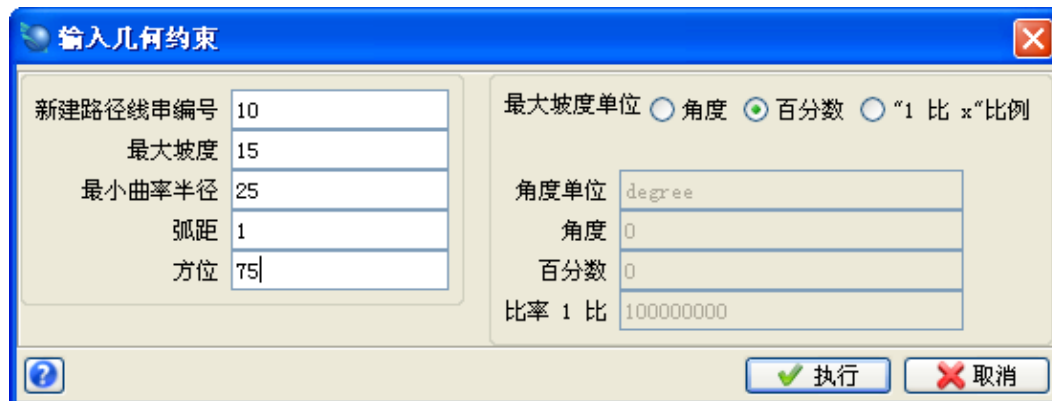 输入几何约束
新建路径线串编号 10
最大坡度 15
最小曲率半径 25
弧距 1
方位 75
最大坡度单位 角度 百分数 "1 比 x"比例
角度单位 degree
角度 0
百分数 0
比率 1 比 100000000
? 执行 取消